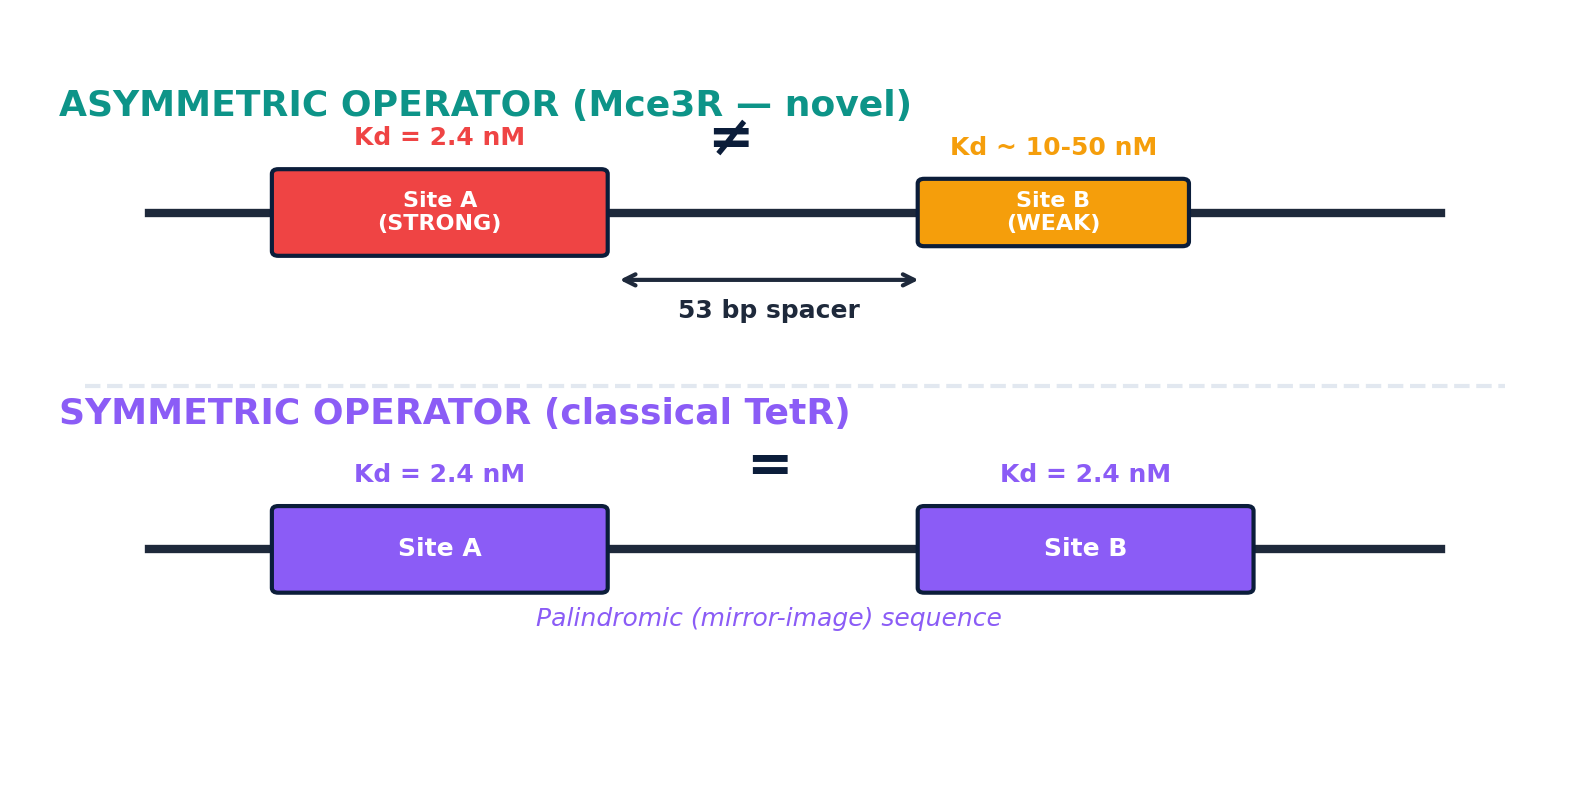 ASYMMETRIC OPERATOR (Mce3R — novel)
Kd = 2.4 nM
≠
Kd ~ 10-50 nM
Site A
(STRONG)
Site B
(WEAK)
53 bp spacer
SYMMETRIC OPERATOR (classical TetR)
=
Kd = 2.4 nM
Kd = 2.4 nM
Site A
Site B
Palindromic (mirror-image) sequence